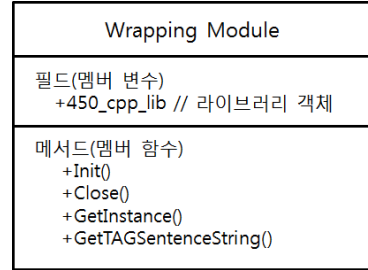 Wrapping Module
필드(멤버 변수)
+450_cpp_lib // 라이브러리 객체
메서드(멤버 함수)
+Init()
+Close()
+GetInstance()
+GetTAGSentenceString()